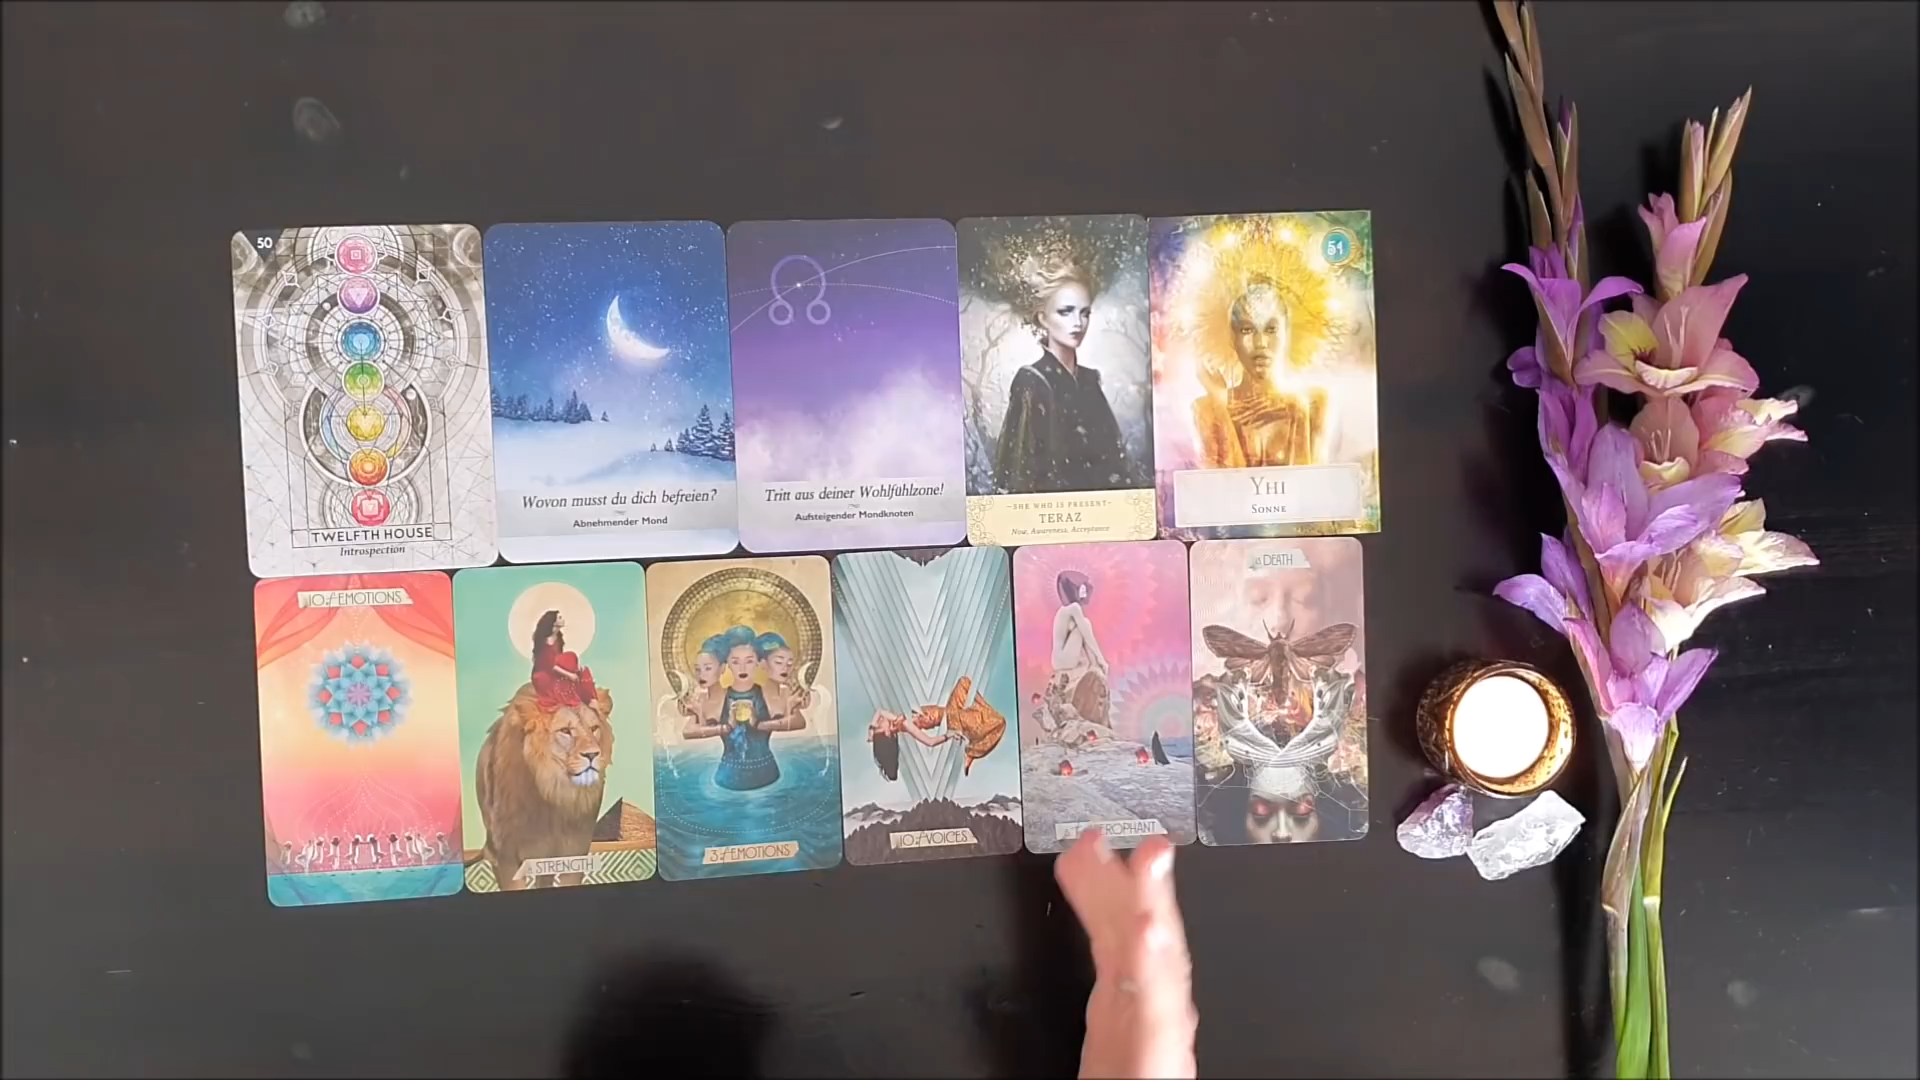 50
TWELFTH HOUSE
Introspection
Wovon musst du dich befreien?
Abnehmender Mond
Tritt aus deiner Wohlfühlzone!
Aufsteigender Mondknoten
~SHE WHO IS PRESENT~
TERAZ
Now, Awareness, Acceptance
51
YHI
SONNE
10 of EMOTIONS
STRENGTH
3 of EMOTIONS
10 of VOICES
DEATH